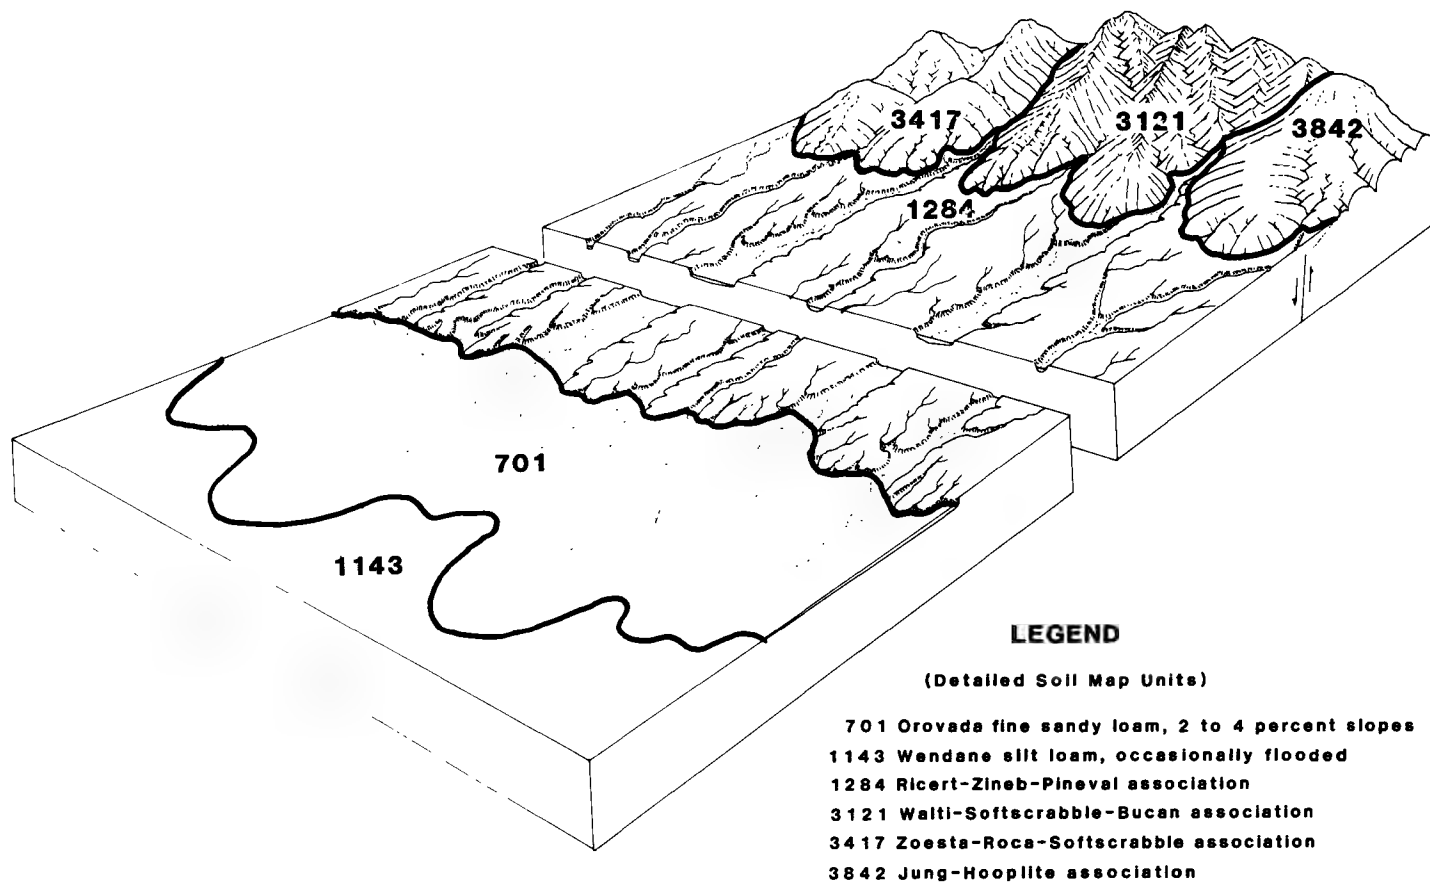 3417
3121
3842
1284
701
1143
LEGEND
(Detailed Soil Map Units)
701 Orovada fine sandy loam, 2 to 4 percent slopes
1143 Wendane silt loam, occasionally flooded
1284 Ricert-Zineb-Pineval association
3121 Walti-Softscrabble-Bucan association
3417 Zoesta-Roca-Softscrabble association
3842 Jung-Hooplite association